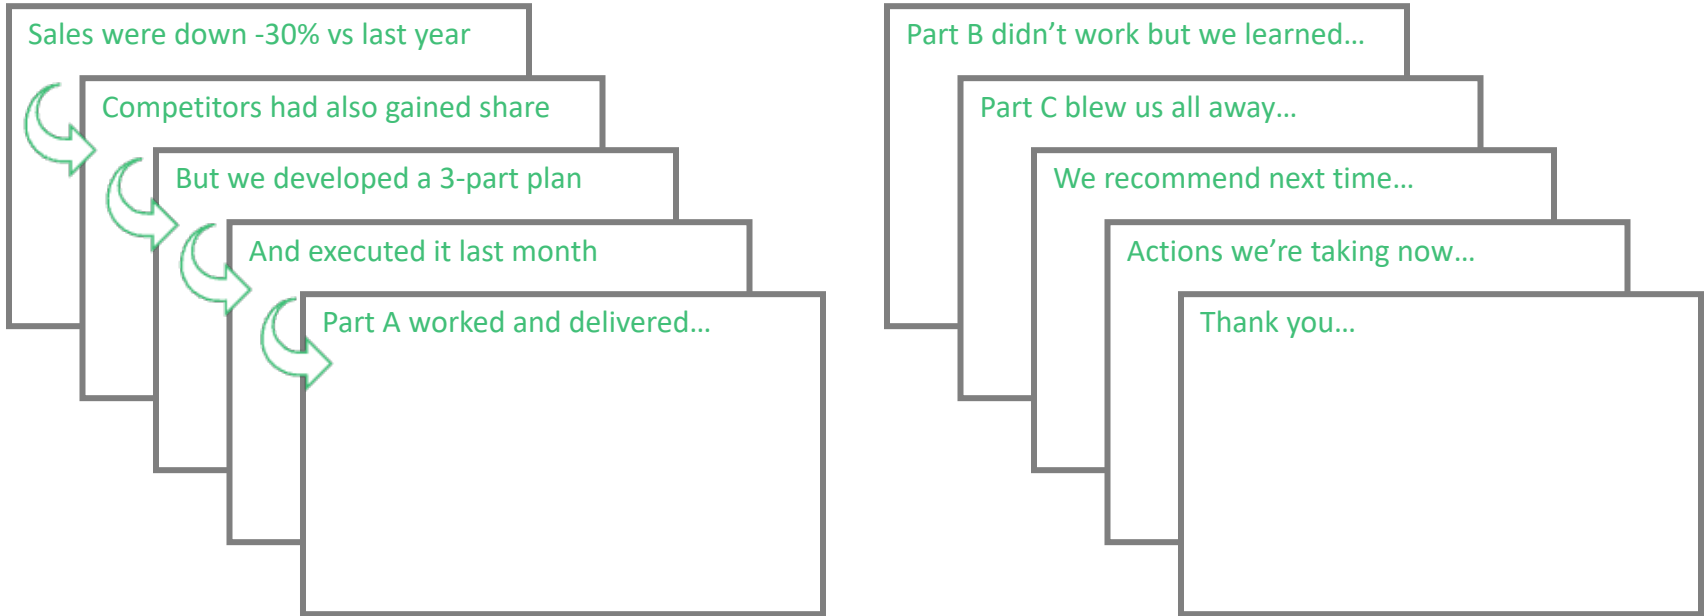 Sales were down -30% vs last year
Competitors had also gained share
But we developed a 3-part plan
And executed it last month
Part A worked and delivered…
Part B didn’t work but we learned…
Part C blew us all away…
We recommend next time…
Actions we’re taking now…
Thank you…